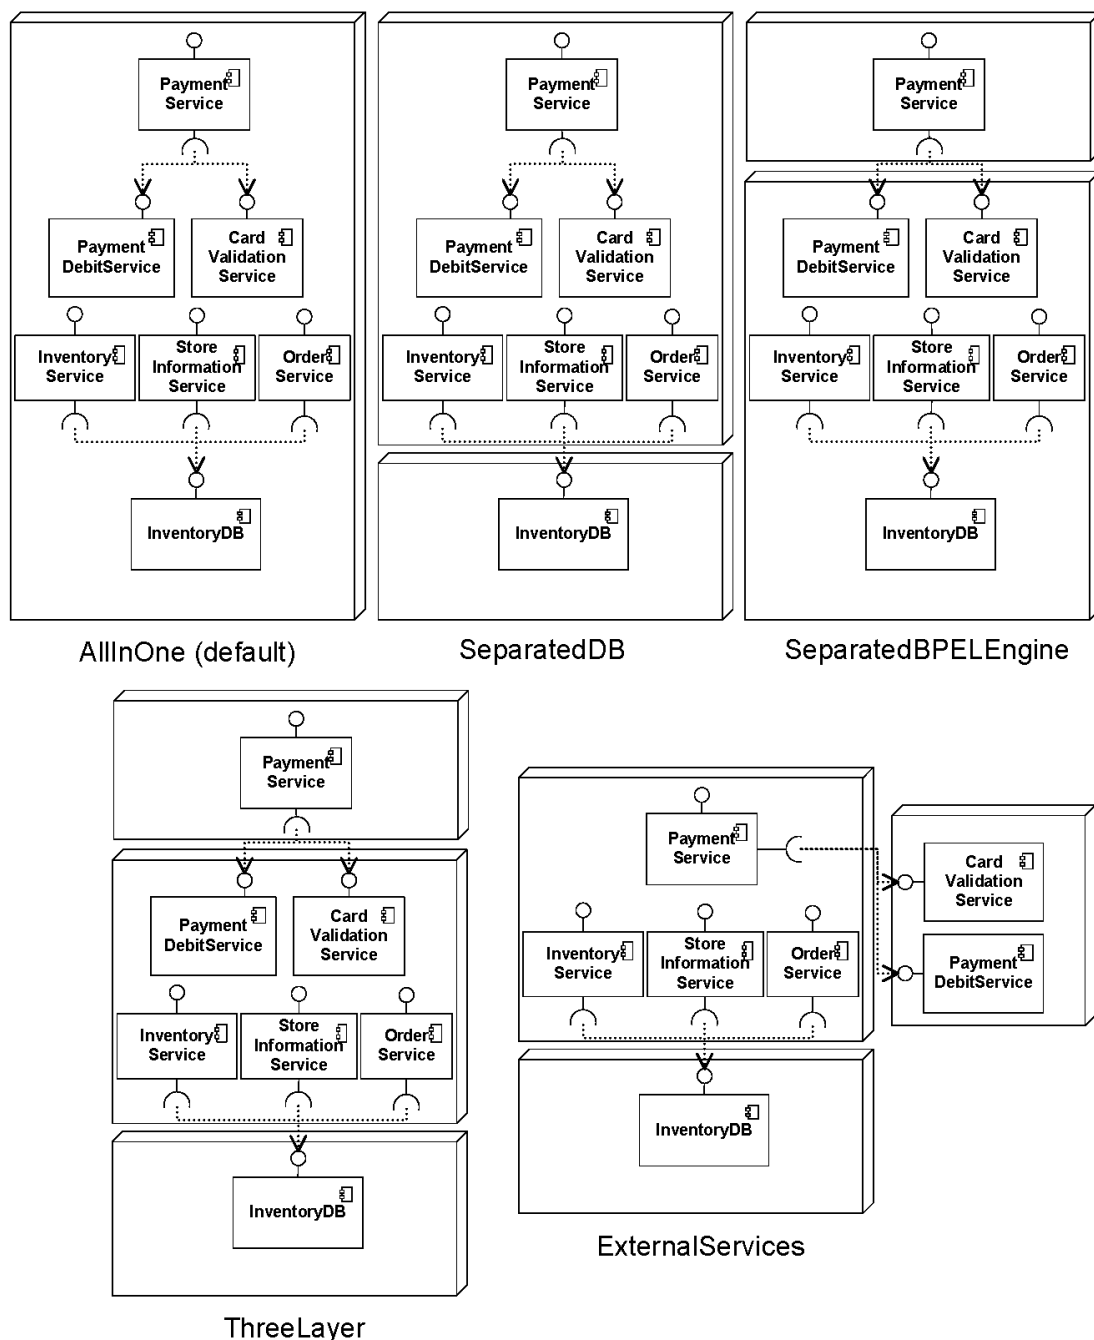 Payment
Service
Payment
DebitService
Card
Validation
Service
Inventory
Service
Store
Information
Service
Order
Service
InventoryDB
AllInOne (default)
Payment
Service
Payment
DebitService
Card
Validation
Service
Inventory
Service
Store
Information
Service
Order
Service
InventoryDB
SeparatedDB
Payment
Service
Payment
DebitService
Card
Validation
Service
Inventory
Service
Store
Information
Service
Order
Service
InventoryDB
SeparatedBPELEngine
Payment
Service
Payment
DebitService
Card
Validation
Service
Inventory
Service
Store
Information
Service
Order
Service
InventoryDB
ThreeLayer
Payment
Service
Card
Validation
Service
Payment
DebitService
Inventory
Service
Store
Information
Service
Order
Service
InventoryDB
ExternalServices